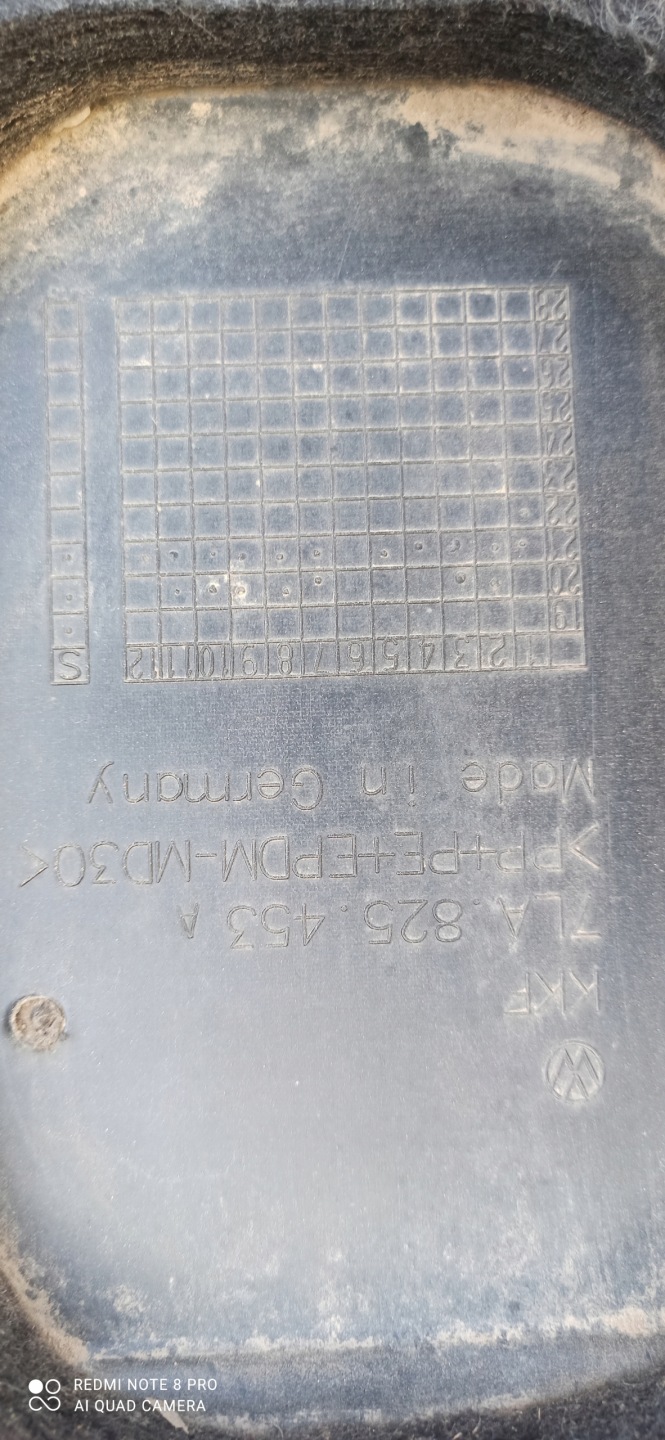 KKF
7LA.825.453 A
>PP+PE+EPDM-MD30<
Made in Germany
1 2 3 4 5 6 7 8 9 10 11 12 S
19
20
21
22
23
24
25
26
27
28
REDMI NOTE 8 PRO
AI QUAD CAMERA